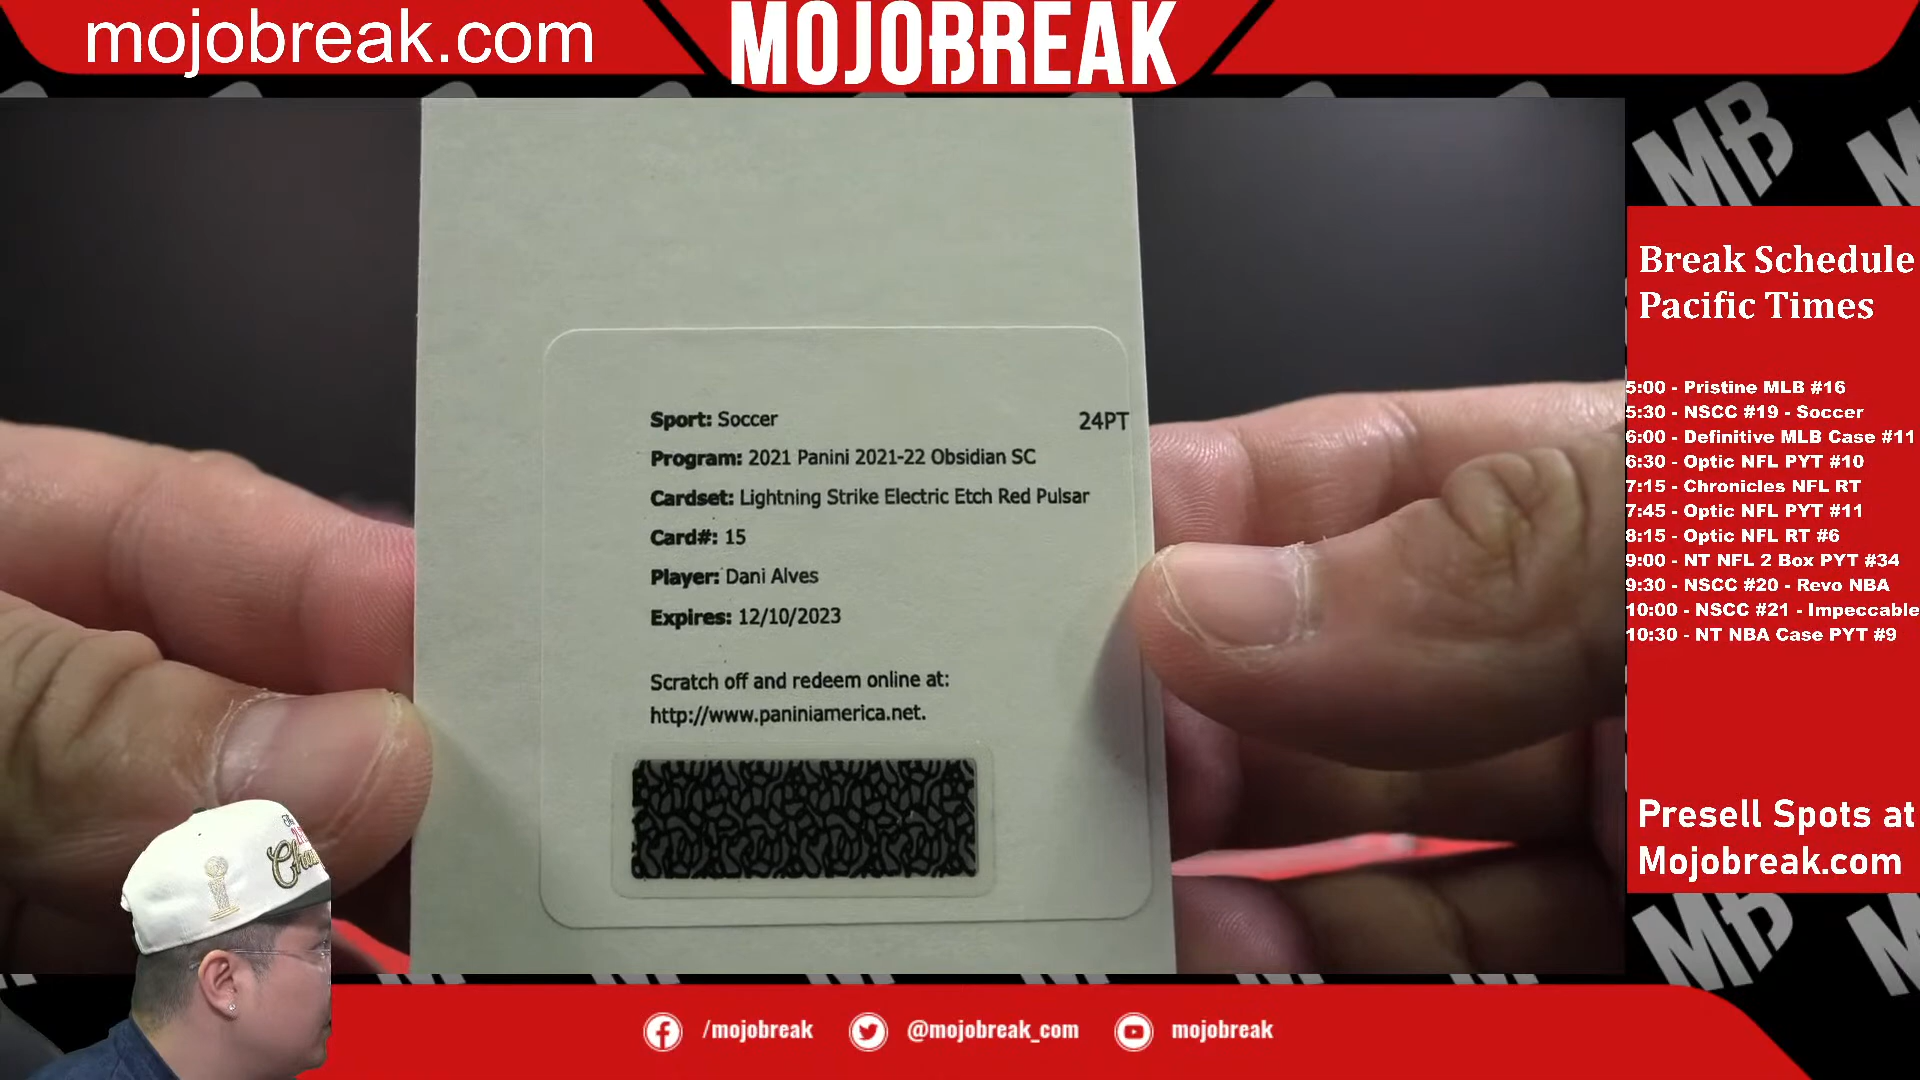 mojobreak.com
MOJOBREAK
Sport: Soccer
24PT
Program: 2021 Panini 2021-22 Obsidian SC
Cardset: Lightning Strike Electric Etch Red Pulsar
Card#: 15
Player: Dani Alves
Expires: 12/10/2023
Scratch off and redeem online at:
http://www.paniniamerica.net.
Break Schedule
Pacific Times
5:00 - Pristine MLB #16
5:30 - NSCC #19 - Soccer
6:00 - Definitive MLB Case #11
6:30 - Optic NFL PYT #10
7:15 - Chronicles NFL RT
7:45 - Optic NFL PYT #11
8:15 - Optic NFL RT #6
9:00 - NT NFL 2 Box PYT #34
9:30 - NSCC #20 - Revo NBA
10:00 - NSCC #21 - Impeccable
10:30 - NT NBA Case PYT #9
Presell Spots at
Mojobreak.com
MB
MB
/mojobreak
@mojobreak_com
mojobreak